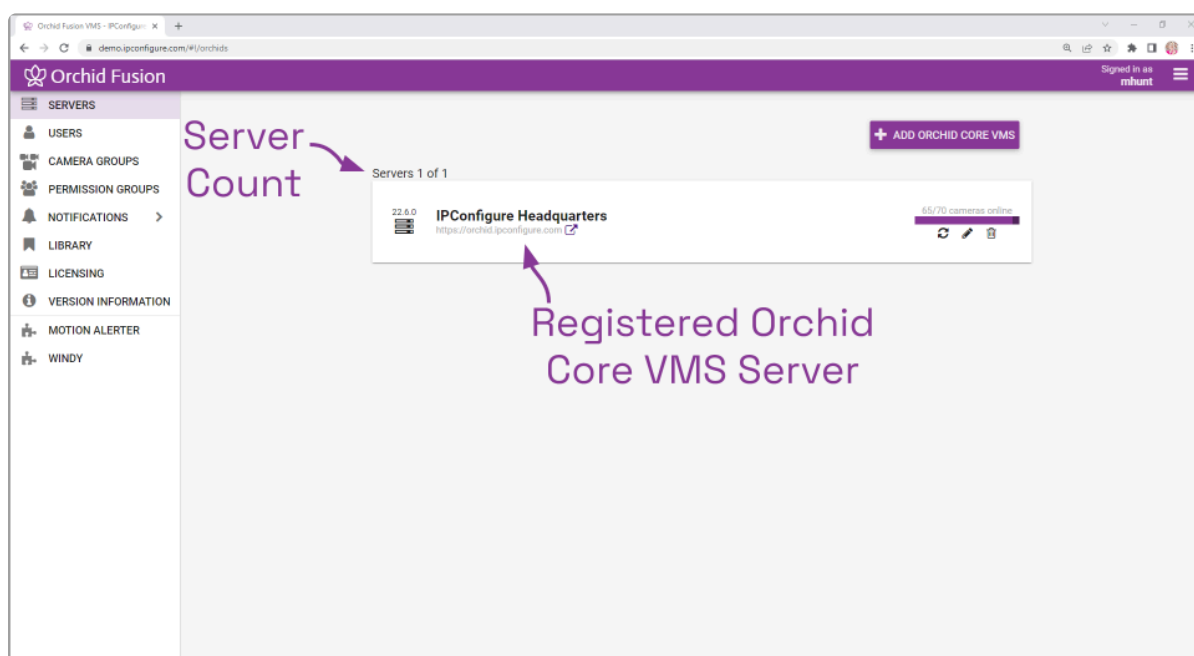 Orchid Fusion VMS - IPConfigur
demo.ipconfigure.com/#!/orchids
Orchid Fusion
Signed in as
mhunt
SERVERS
USERS
CAMERA GROUPS
PERMISSION GROUPS
NOTIFICATIONS
LIBRARY
LICENSING
VERSION INFORMATION
MOTION ALERTER
WINDY
Server
Count
ADD ORCHID CORE VMS
Servers 1 of 1
22.6.0
IPConfigure Headquarters
https://orchid.ipconfigure.com
65/70 cameras online
Registered Orchid
Core VMS Server